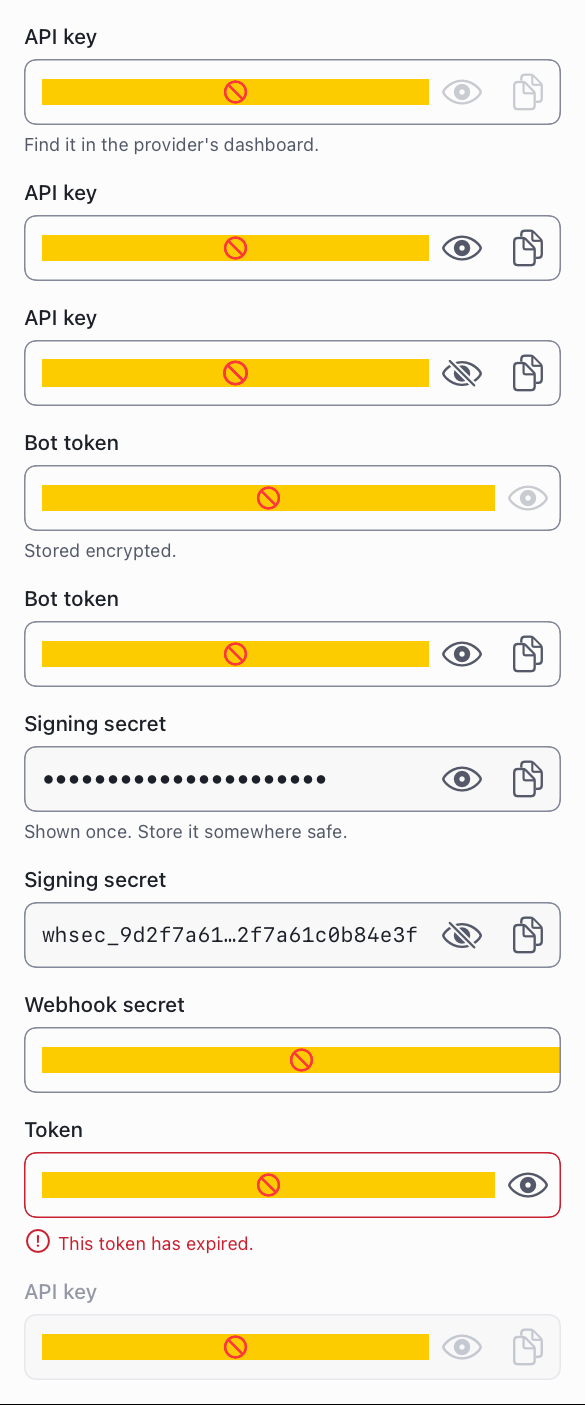 API key
Find it in the provider's dashboard.
API key
API key
Bot token
Stored encrypted.
Bot token
Signing secret
•••••••••••••••••••••••
Shown once. Store it somewhere safe.
Signing secret
whsec_9d2f7a61…2f7a61c0b84e3f
Webhook secret
Token
This token has expired.
API key